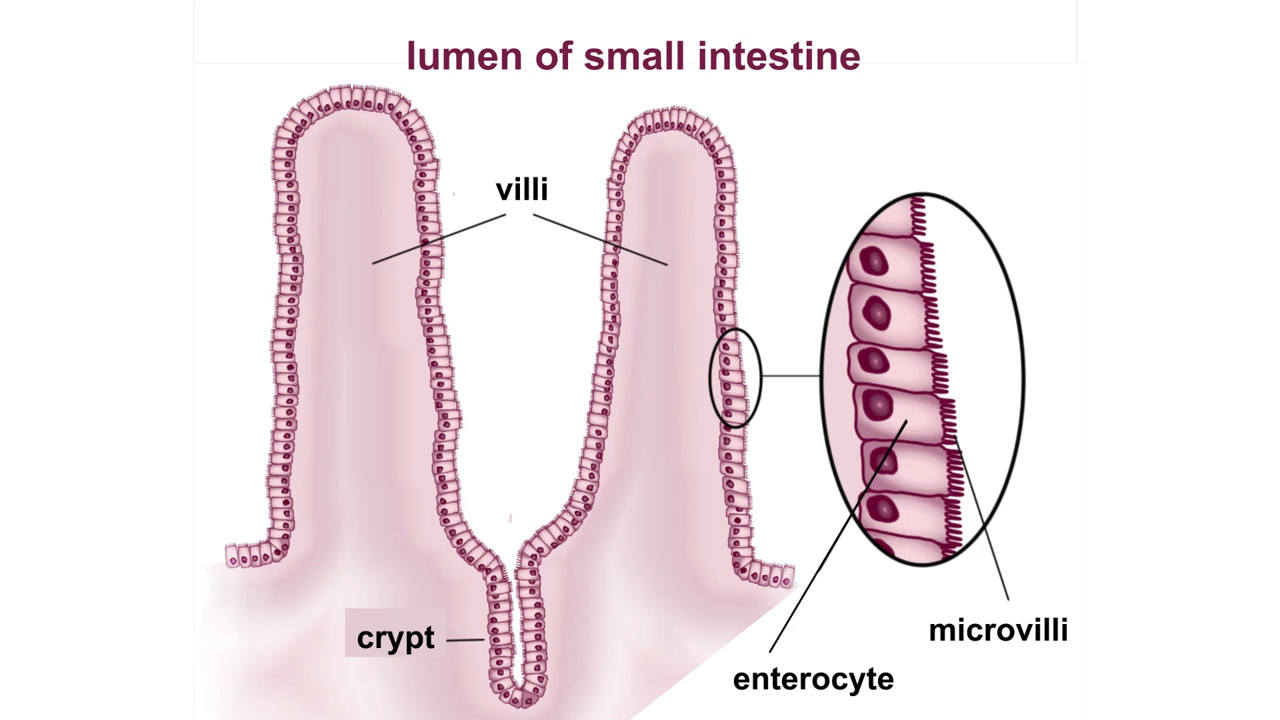 lumen of small intestine
villi
crypt
microvilli
enterocyte